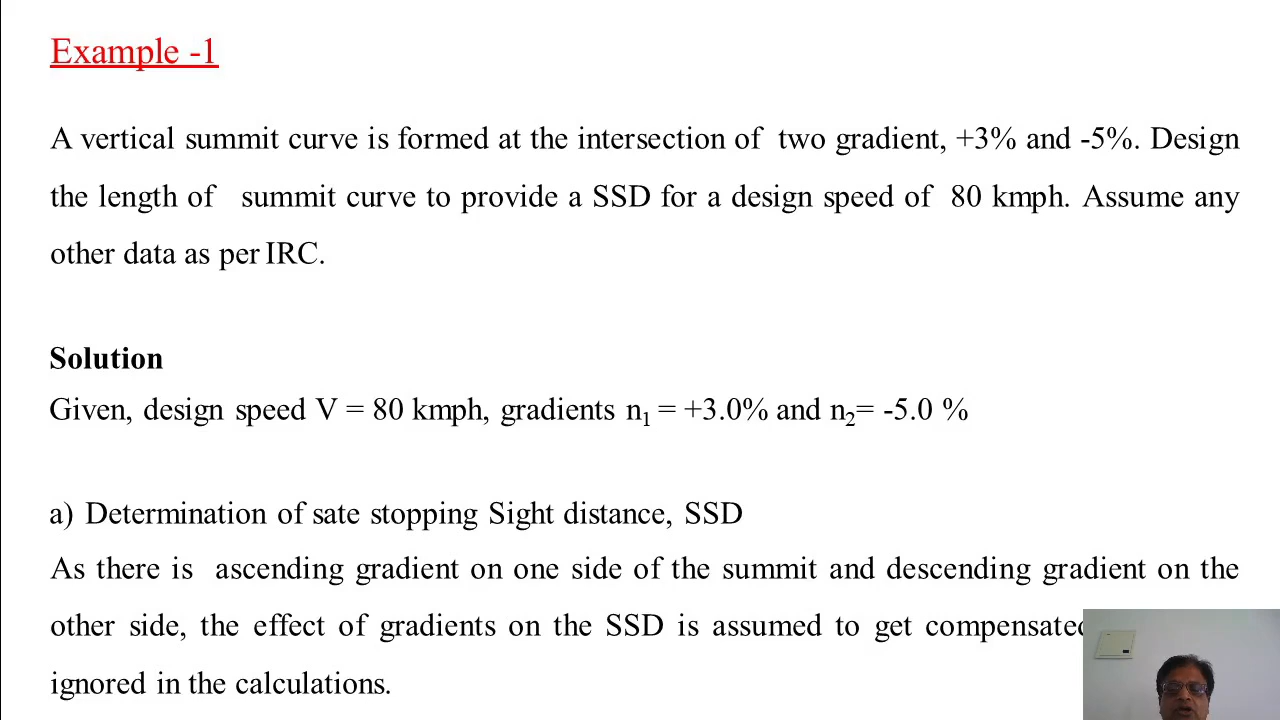 Example -1
A vertical summit curve is formed at the intersection of two gradient, +3% and -5%. Design
the length of summit curve to provide a SSD for a design speed of 80 kmph. Assume any
other data as per IRC.
Solution
Given, design speed V = 80 kmph, gradients n₁ = +3.0% and n₂= -5.0 %
a) Determination of sate stopping Sight distance, SSD
As there is ascending gradient on one side of the summit and descending gradient on the
other side, the effect of gradients on the SSD is assumed to get
ignored in the calculations.